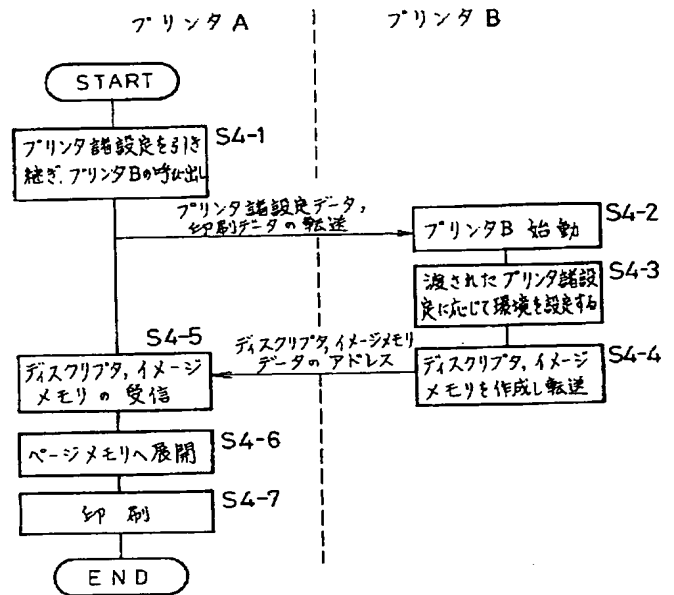 プリンタA
プリンタB
START
プリンタ諸設定を引き
継ぎ、プリンタBの呼び出し
S4-1
プリンタ諸設定データ,
印刷データの転送
プリンタB 始動
S4-2
渡されたプリンタ諸設
定に応じて環境を設定する
S4-3
ディスクリプタ,イメージ
メモリを作成し転送
S4-4
ディスクリプタ,イメージメモリ
データのアドレス
S4-5
ディスクリプタ,イメージ
メモリの受信
ページメモリへ展開
S4-6
印刷
S4-7
END